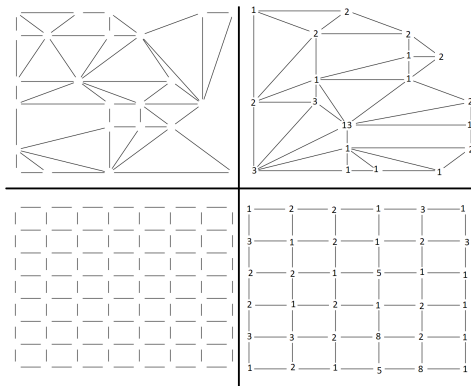 1 2
2 2
1 2
1 1
2 3 2
13 1
1 2
3 1 1 1
1 2 2 1 3 1
3 1 2 1 2 3
2 2 1 5 1 1
2 1 2 1 2 1
3 3 2 8 2 1
1 2 1 5 8 1